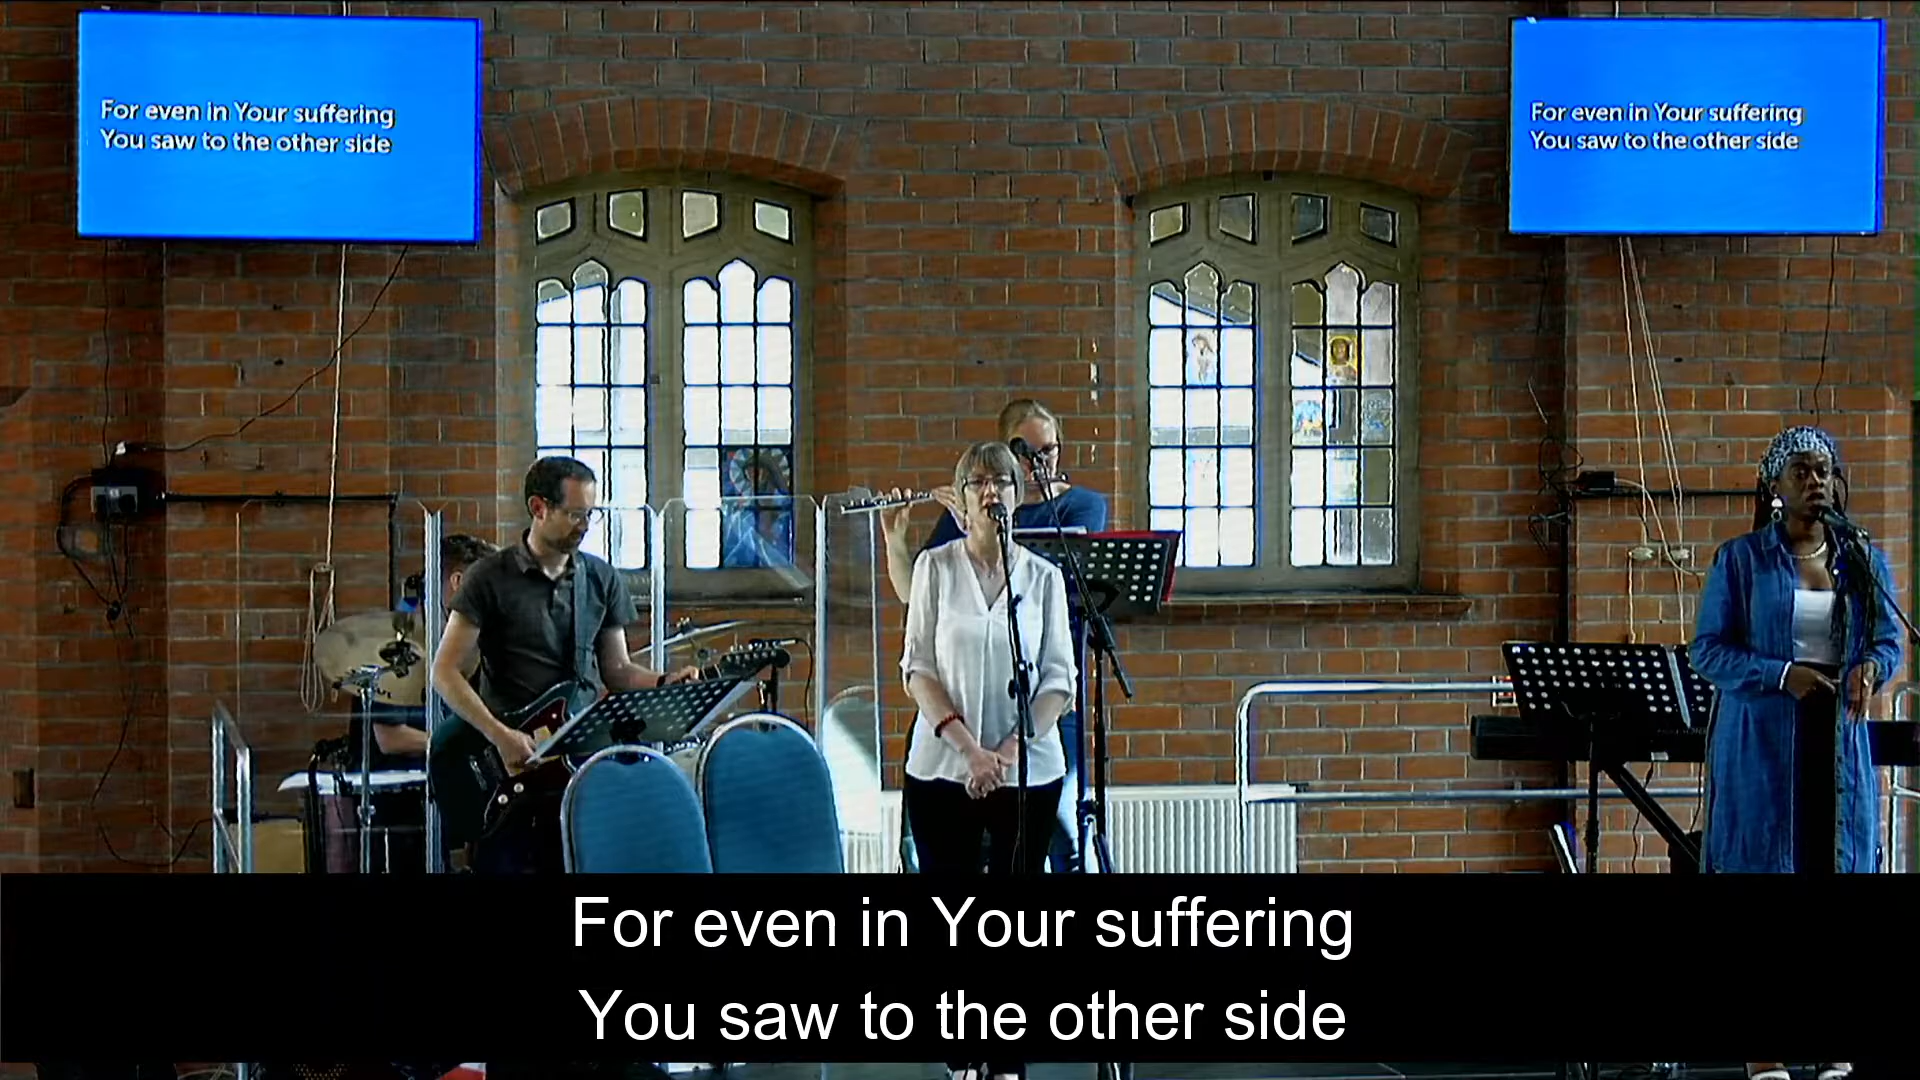 For even in Your suffering
You saw to the other side
For even in Your suffering
You saw to the other side
For even in Your suffering
You saw to the other side